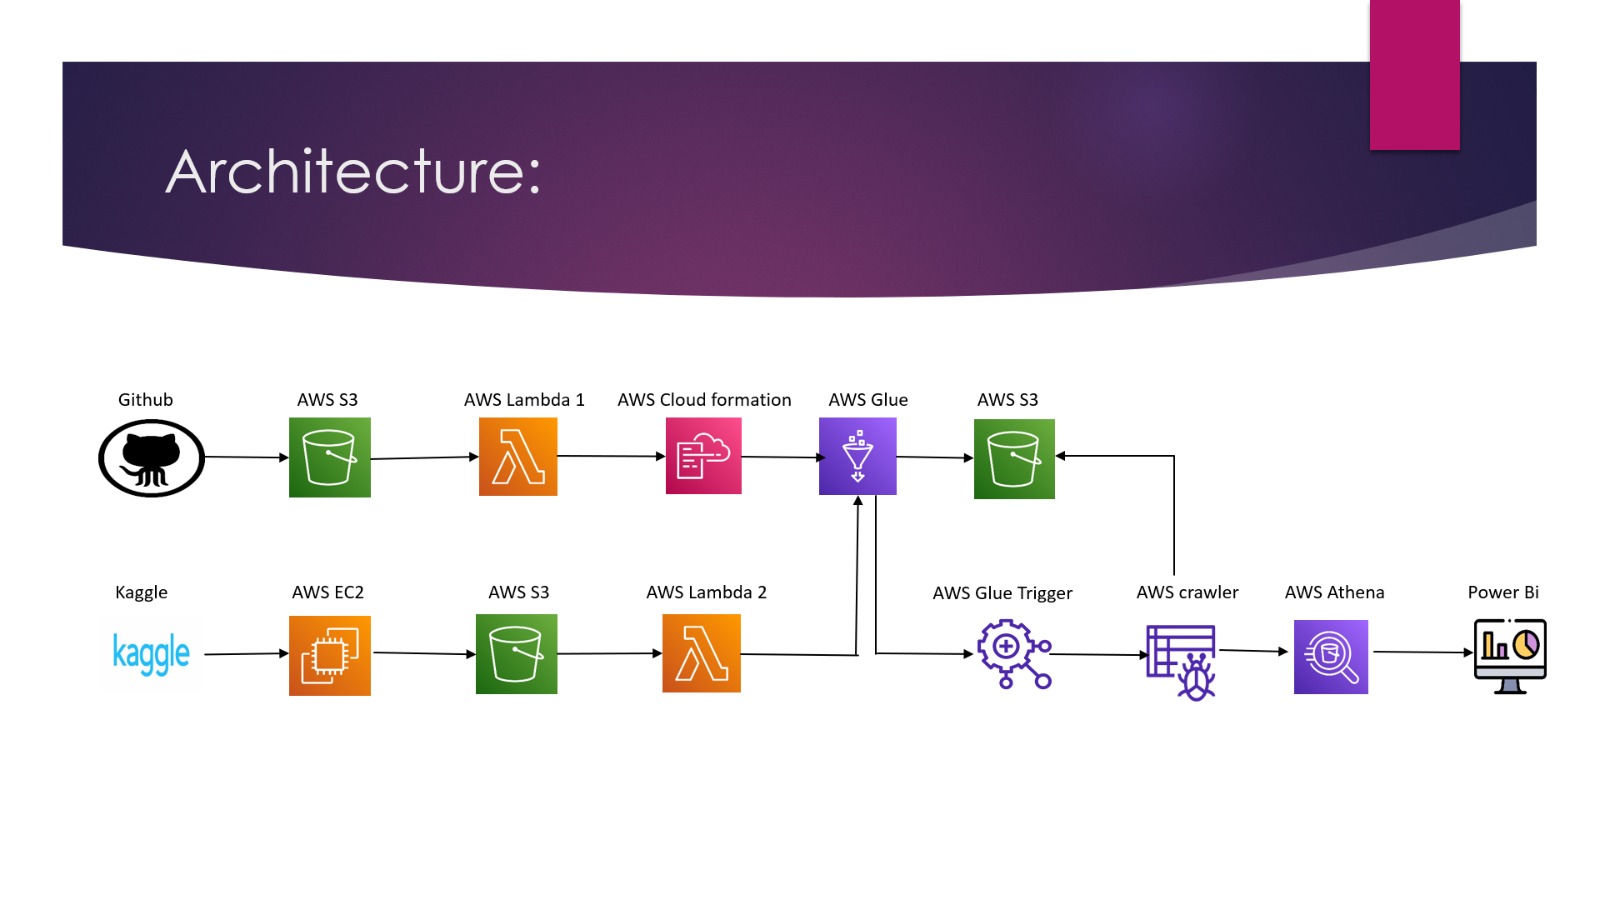 Architecture:
Github
AWS S3
AWS Lambda 1
AWS Cloud formation
AWS Glue
AWS S3
Kaggle
AWS EC2
AWS S3
AWS Lambda 2
AWS Glue Trigger
AWS crawler
AWS Athena
Power Bi
kaggle